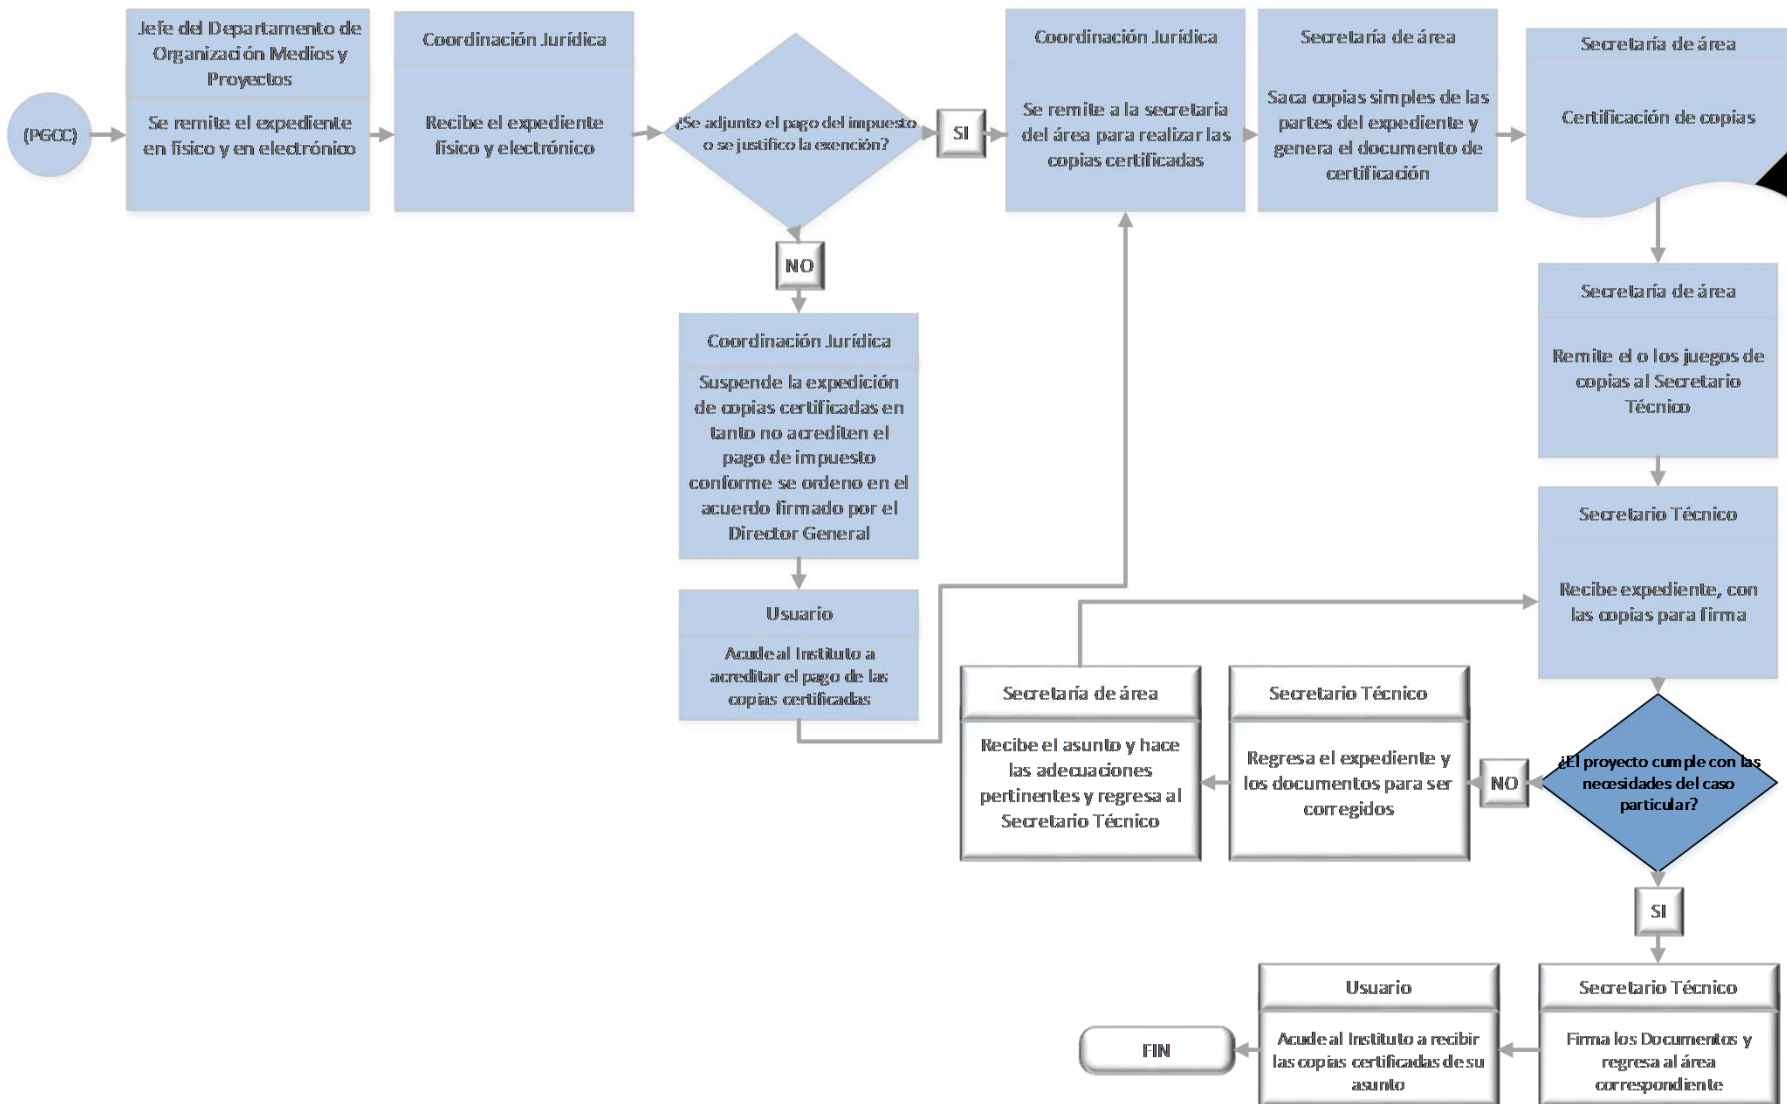 (PGCC)
Jefe del Departamento de
Organización Medios y
Proyectos
Se remite el expediente
en físico y en electrónico
Coordinación Jurídica
Recibe el expediente
físico y electrónico
¿Se adjunto el pago del impuesto
o se justifico la exención?
SI
Coordinación Jurídica
Se remite a la secretaria
del área para realizar las
copias certificadas
Secretaría de área
Saca copias simples de las
partes del expediente y
genera el documento de
certificación
Secretaría de área
Certificación de copias
NO
Coordinación Jurídica
Suspende la expedición
de copias certificadas en
tanto no acrediten el
pago de impuesto
conforme se ordeno en el
acuerdo firmado por el
Director General
Usuario
Acude al Instituto a
acreditar el pago de las
copias certificadas
Secretaría de área
Remite el o los juegos de
copias al Secretario
Técnico
Secretario Técnico
Recibe expediente, con
las copias para firma
¿El proyecto cumple con las
necesidades del caso
particular?
NO
Secretario Técnico
Regresa el expediente y
los documentos para ser
corregidos
Secretaría de área
Recibe el asunto y hace
las adecuaciones
pertinentes y regresa al
Secretario Técnico
SI
Secretario Técnico
Firma los Documentos y
regresa al área
correspondiente
Usuario
Acude al Instituto a recibir
las copias certificadas de su
asunto
FIN